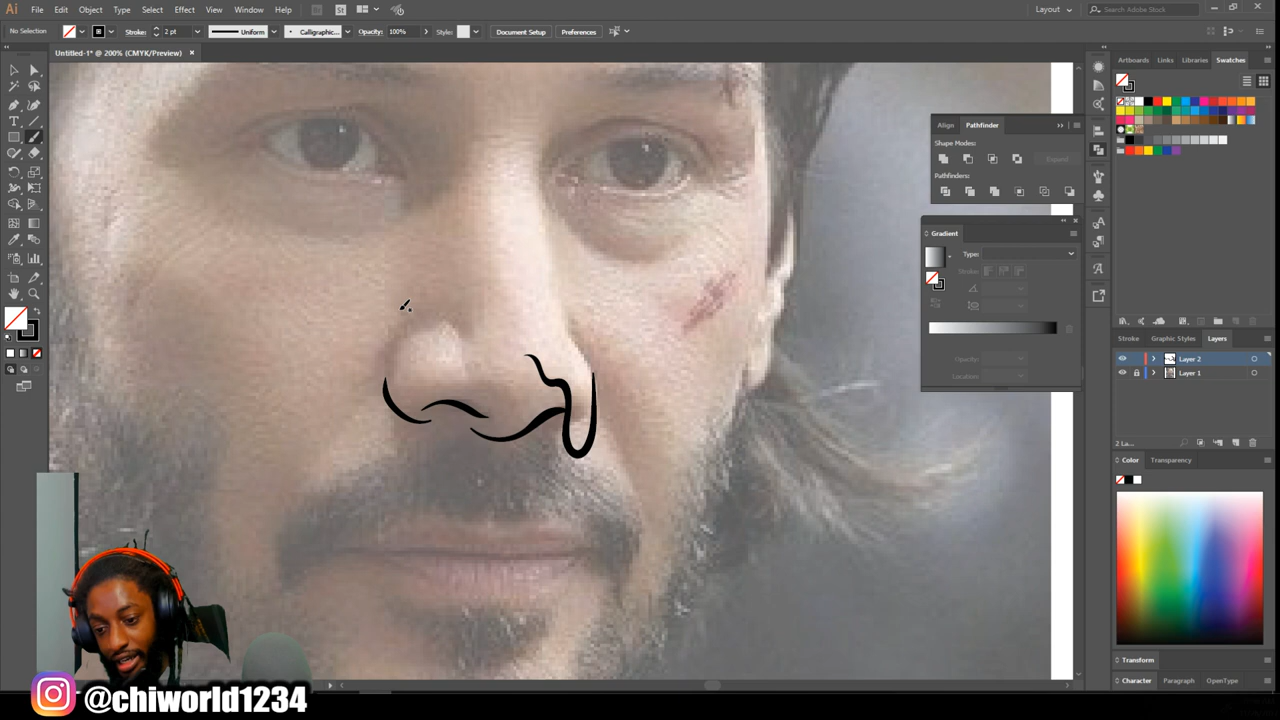 Ai File Edit Object Type Select Effect View Window Help Br St Layout Search Adobe Stock
No Selection Stroke: 2 pt Uniform Calligraphic... Opacity: 100% Style: Document Setup Preferences
Untitled-1* @ 200% (CMYK/Preview) ×
Artboards Links Libraries Swatches
Align Pathfinder
Shape Modes:
Expand
Pathfinders:
Gradient
Type:
Stroke:
Opacity:
Location:
Stroke Graphic Styles Layers
Layer 2
Layer 1
2 La...
Color Transparency
Transform
Character Paragraph OpenType
@chiworld1234